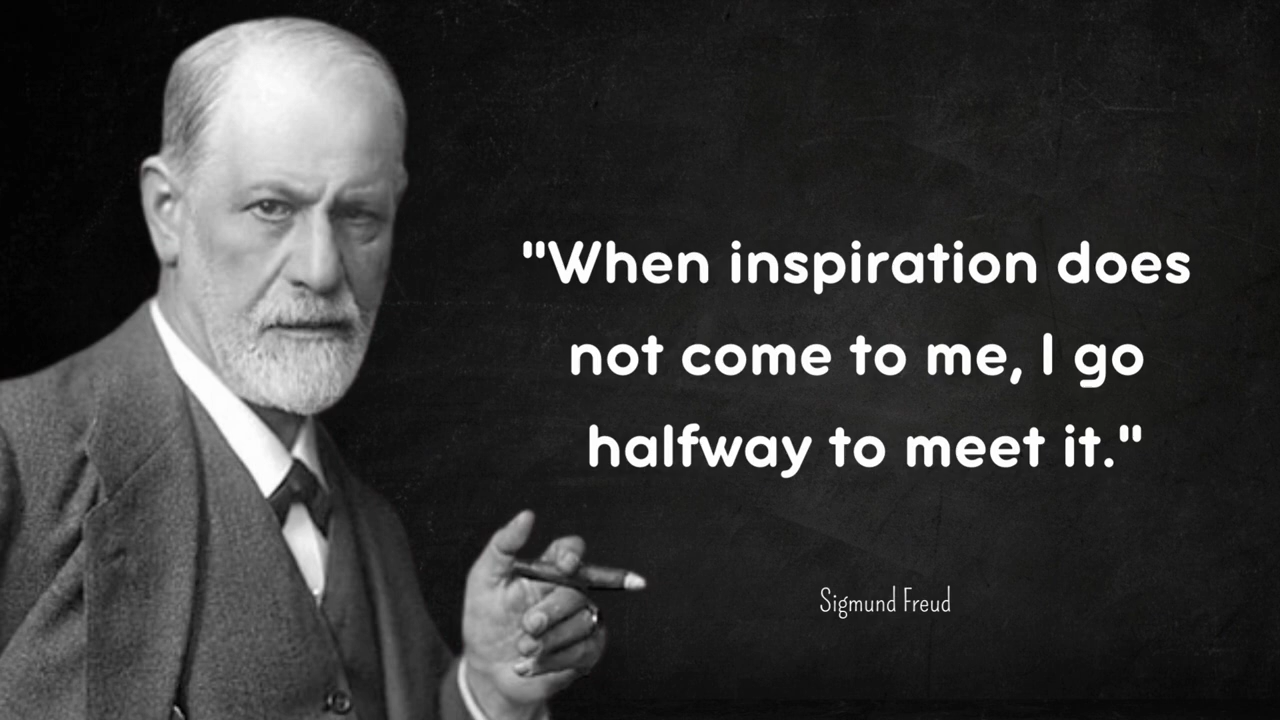 "When inspiration does
not come to me, I go
halfway to meet it."
Sigmund Freud